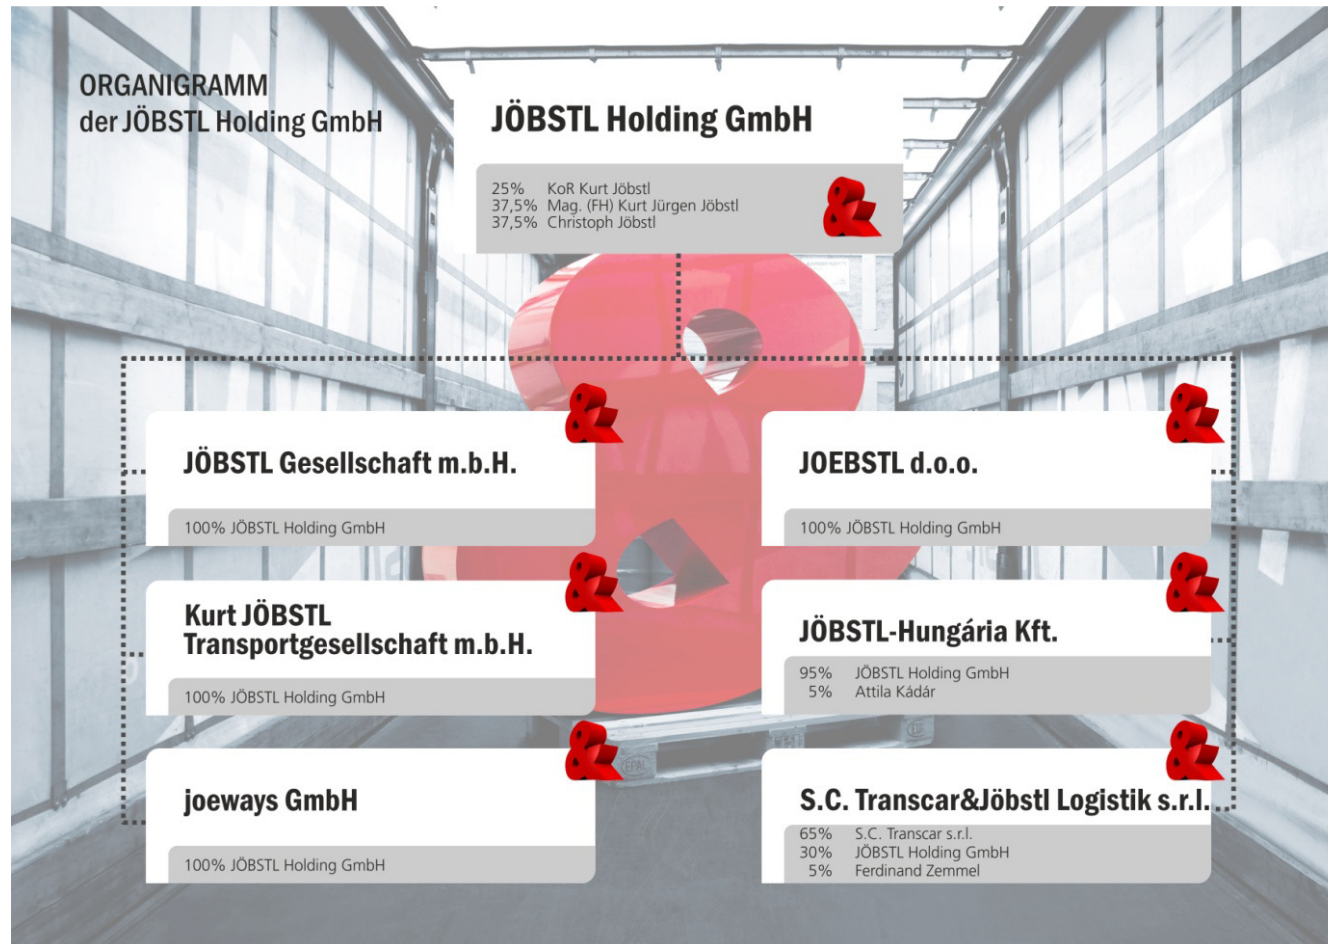 ORGANIGRAMM
der JÖBSTL Holding GmbH
JÖBSTL Holding GmbH
25% KoR Kurt Jöbstl
37,5% Mag. (FH) Kurt Jürgen Jöbstl
37,5% Christoph Jöbstl
&
JÖBSTL Gesellschaft m.b.H.
&
100% JÖBSTL Holding GmbH
Kurt JÖBSTL
Transportgesellschaft m.b.H.
&
100% JÖBSTL Holding GmbH
joeways GmbH
&
100% JÖBSTL Holding GmbH
JOEBSTL d.o.o.
&
100% JÖBSTL Holding GmbH
JÖBSTL-Hungária Kft.
&
95% JÖBSTL Holding GmbH
5% Attila Kádár
S.C. Transcar&Jöbstl Logistik s.r.l.
&
65% S.C. Transcar s.r.l.
30% JÖBSTL Holding GmbH
5% Ferdinand Zemmel
EPAL